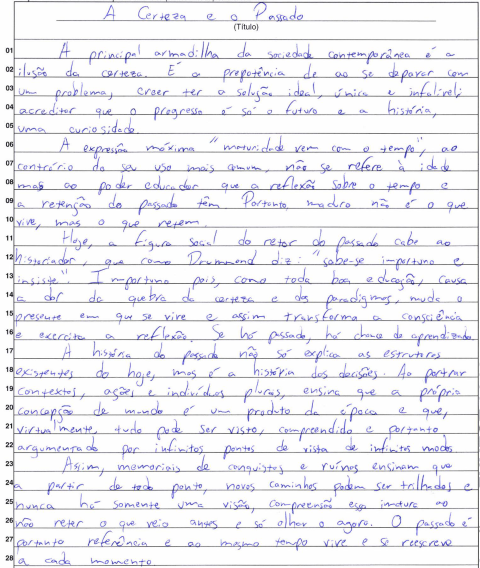 A Certeza e o Passado
(Título)
01 A principal armadilha da sociedade contemporânea é a
02 ilusão da certeza. É a prepotência de ao se deparar com
03 um problema, creer ter a solução ideal, única e infalível;
04 acreditar que o progresso é só o futuro e a história,
05 uma curiosidade.
06 A expressão máxima "maturidade vem com o tempo", ao
07 contrário do seu uso mais comum, não se refere à idade
08 mas ao poder educador que a reflexão sobre o tempo e
09 a retenção do passado têm. Portanto, maduro não é o que
10 vive, mas o que retem.
11 Hoje, a figura social do retor do passado cabe ao
12 historiador, que como Drummond diz: "sabe-se importuno e
13 insiste". Importuno pois, como toda boa educação, causa
14 a dor da quebra da certeza e dos paradigmas, muda o
15 presente em que se vive e assim transforma a consciência
16 e exercita a reflexão. Se há passado, há chance de aprendizado.
17 A história do passado não só explica as estruturas
18 existentes do hoje, mas é a história das decisões. Ao portrar
19 contextos, ações e indivíduos plurais, ensina que a própria
20 concepção de mundo é um produto da época e que,
21 virtualmente, tudo pode ser visto, compreendido e portanto
22 argumentado por infinitos pontos de vista de infinitos modos
23 Asim, memoriais de conquistas e ruínas ensinam que
24 a partir de todo ponto, novos caminhos podem ser trilhados e
25 nunca há somente uma visão, compreensão essa imatura ao
26 não reter o que veio antes e só olhar o agora. O passado é
27 portanto referência e ao mesmo tempo vive e se reescreve
28 a cada momento